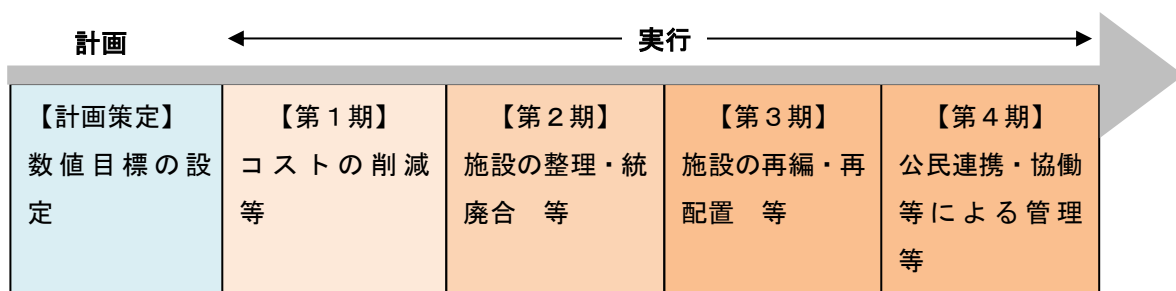 計画
実行
【計画策定】
数値目標の設
定
【第１期】
コストの削減
等
【第２期】
施設の整理・統
廃合　等
【第３期】
施設の再編・再
配置　等
【第４期】
公民連携・協働
等による管理
等